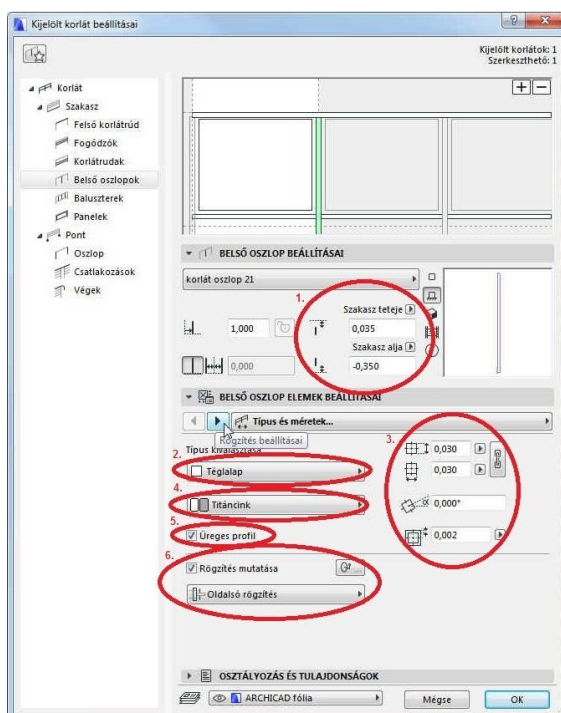 Kijelölt korlát beállításai
Kijelölt korlátok: 1
Szerkeszthető: 1
Korlát
Szakasz
Felső korlátrúd
Fogódzók
Korlátrudak
Belső oszlopok
Baluszterek
Panelek
Pont
Oszlop
Csatlakozások
Végek
BELSŐ OSZLOP BEÁLLÍTÁSAI
korlát oszlop 21
1.
Szakasz teteje
1,000
0,035
Szakasz alja
0,000
-0,350
BELSŐ OSZLOP ELEMEK BEÁLLÍTÁSAI
Típus és méretek...
Rögzítés beállításai
Típus kiválasztása
2.
Téglalap
3.
0,030
0,030
4.
Titáncink
0,000°
5.
Üreges profil
0,002
6.
Rögzítés mutatása
Oldalsó rögzítés
OSZTÁLYOZÁS ÉS TULAJDONSÁGOK
ARCHICAD fólia
Mégse
OK